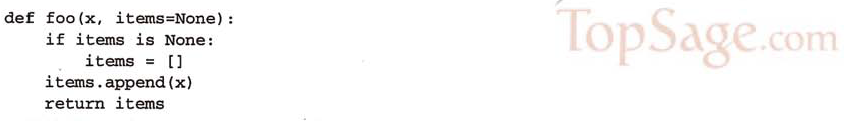 def foo(x, items=None):
    if items is None:
        items = []
    items.append(x)
    return items
TopSage.com